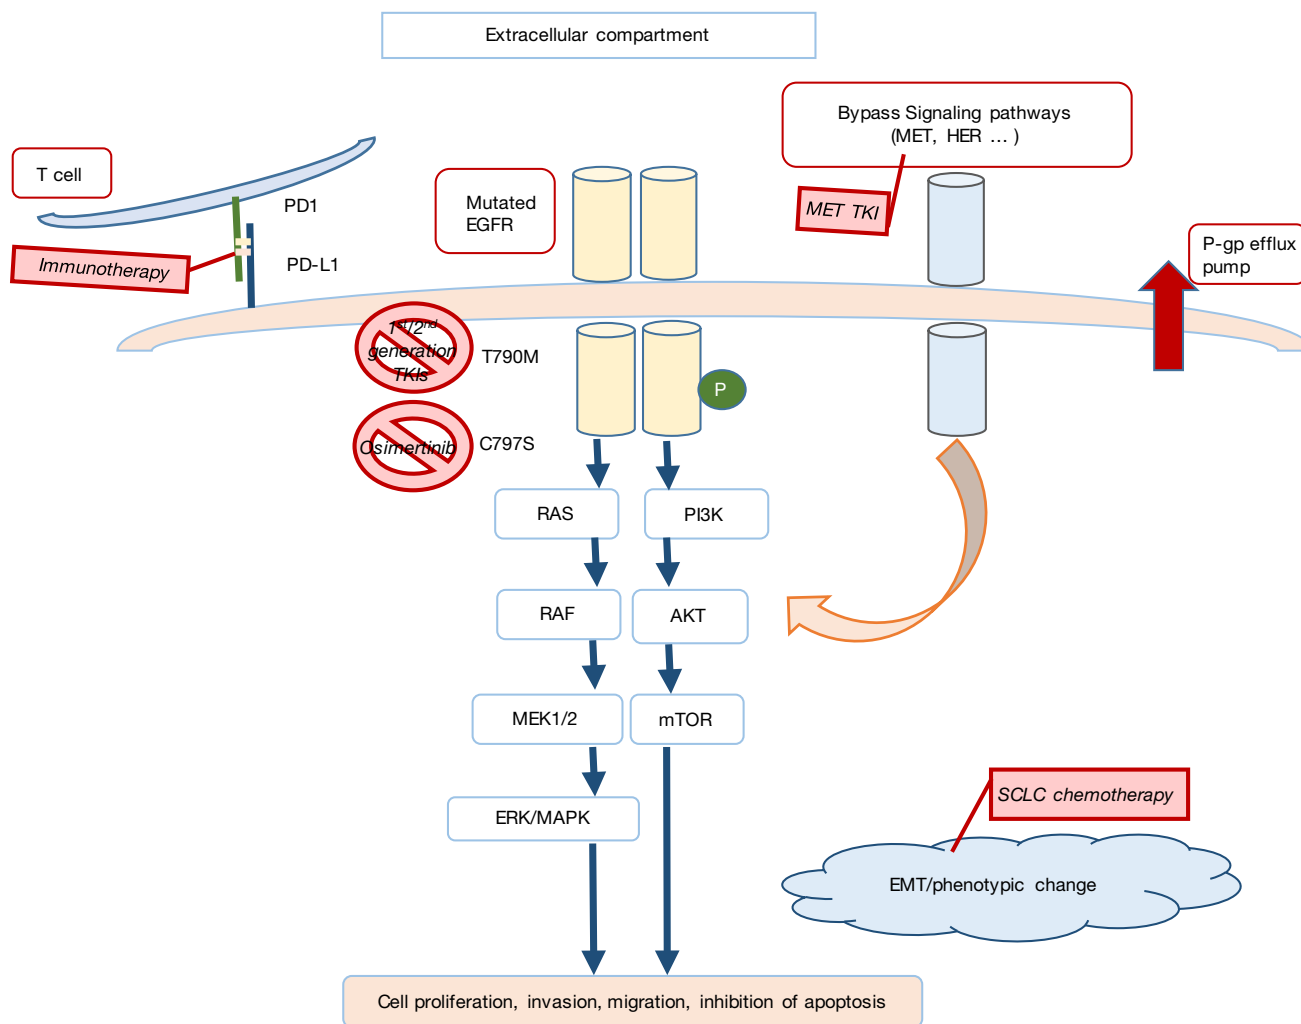 Extracellular compartment
Bypass Signaling pathways
(MET, HER ... )
T cell
PD1
Mutated
EGFR
MET TKI
P-gp efflux
pump
Immunotherapy
PD-L1
1st/2nd
generation
TKIs
T790M
P
Osimertinib
C797S
RAS
PI3K
RAF
AKT
MEK1/2
mTOR
SCLC chemotherapy
ERK/MAPK
EMT/phenotypic change
Cell proliferation, invasion, migration, inhibition of apoptosis